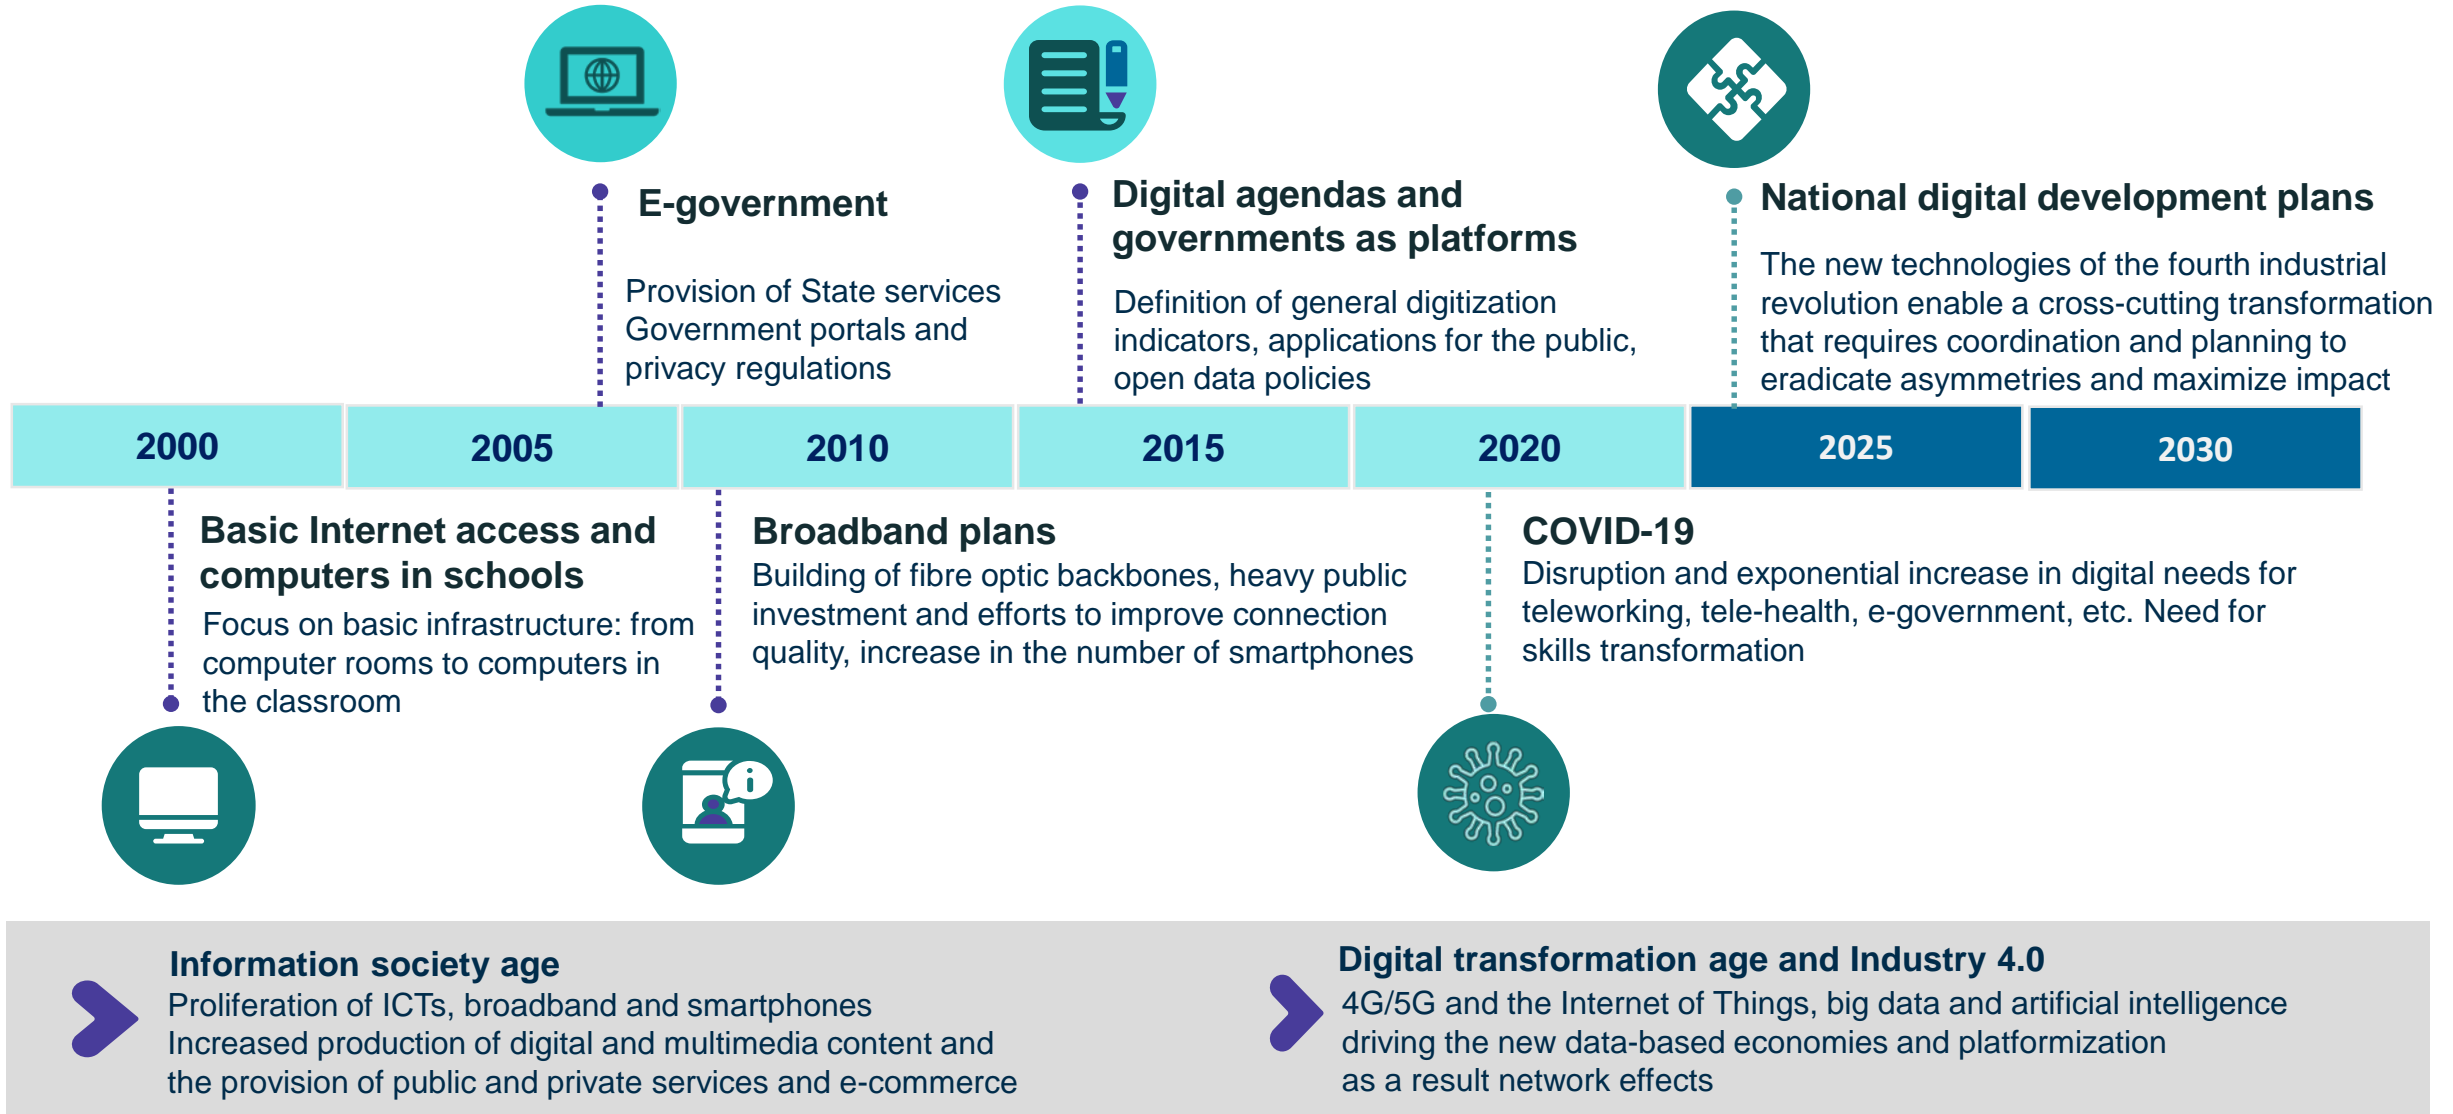 E-government
Provision of State services
Government portals and
privacy regulations
Digital agendas and
governments as platforms
Definition of general digitization
indicators, applications for the public,
open data policies
National digital development plans
The new technologies of the fourth industrial
revolution enable a cross-cutting transformation
that requires coordination and planning to
eradicate asymmetries and maximize impact
2000
2005
2010
2015
2020
2025
2030
Basic Internet access and
computers in schools
Focus on basic infrastructure: from
computer rooms to computers in
the classroom
Broadband plans
Building of fibre optic backbones, heavy public
investment and efforts to improve connection
quality, increase in the number of smartphones
COVID-19
Disruption and exponential increase in digital needs for
teleworking, tele-health, e-government, etc. Need for
skills transformation
Information society age
Proliferation of ICTs, broadband and smartphones
Increased production of digital and multimedia content and
the provision of public and private services and e-commerce
Digital transformation age and Industry 4.0
4G/5G and the Internet of Things, big data and artificial intelligence
driving the new data-based economies and platformization
as a result network effects